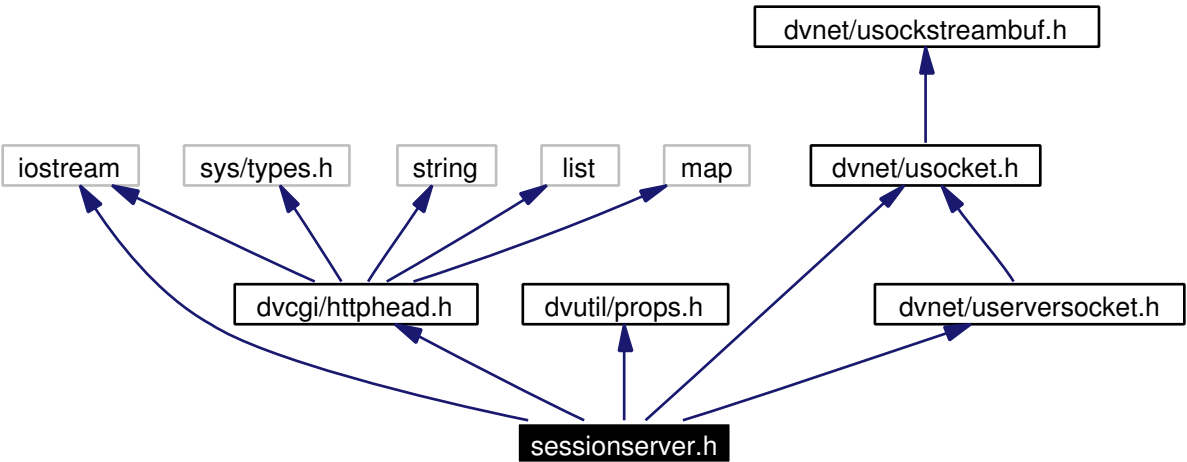 dvnet/usockstreambuf.h
iostream
sys/types.h
string
list
map
dvnet/usocket.h
dvcgi/httphead.h
dvutil/props.h
dvnet/userversocket.h
sessionserver.h